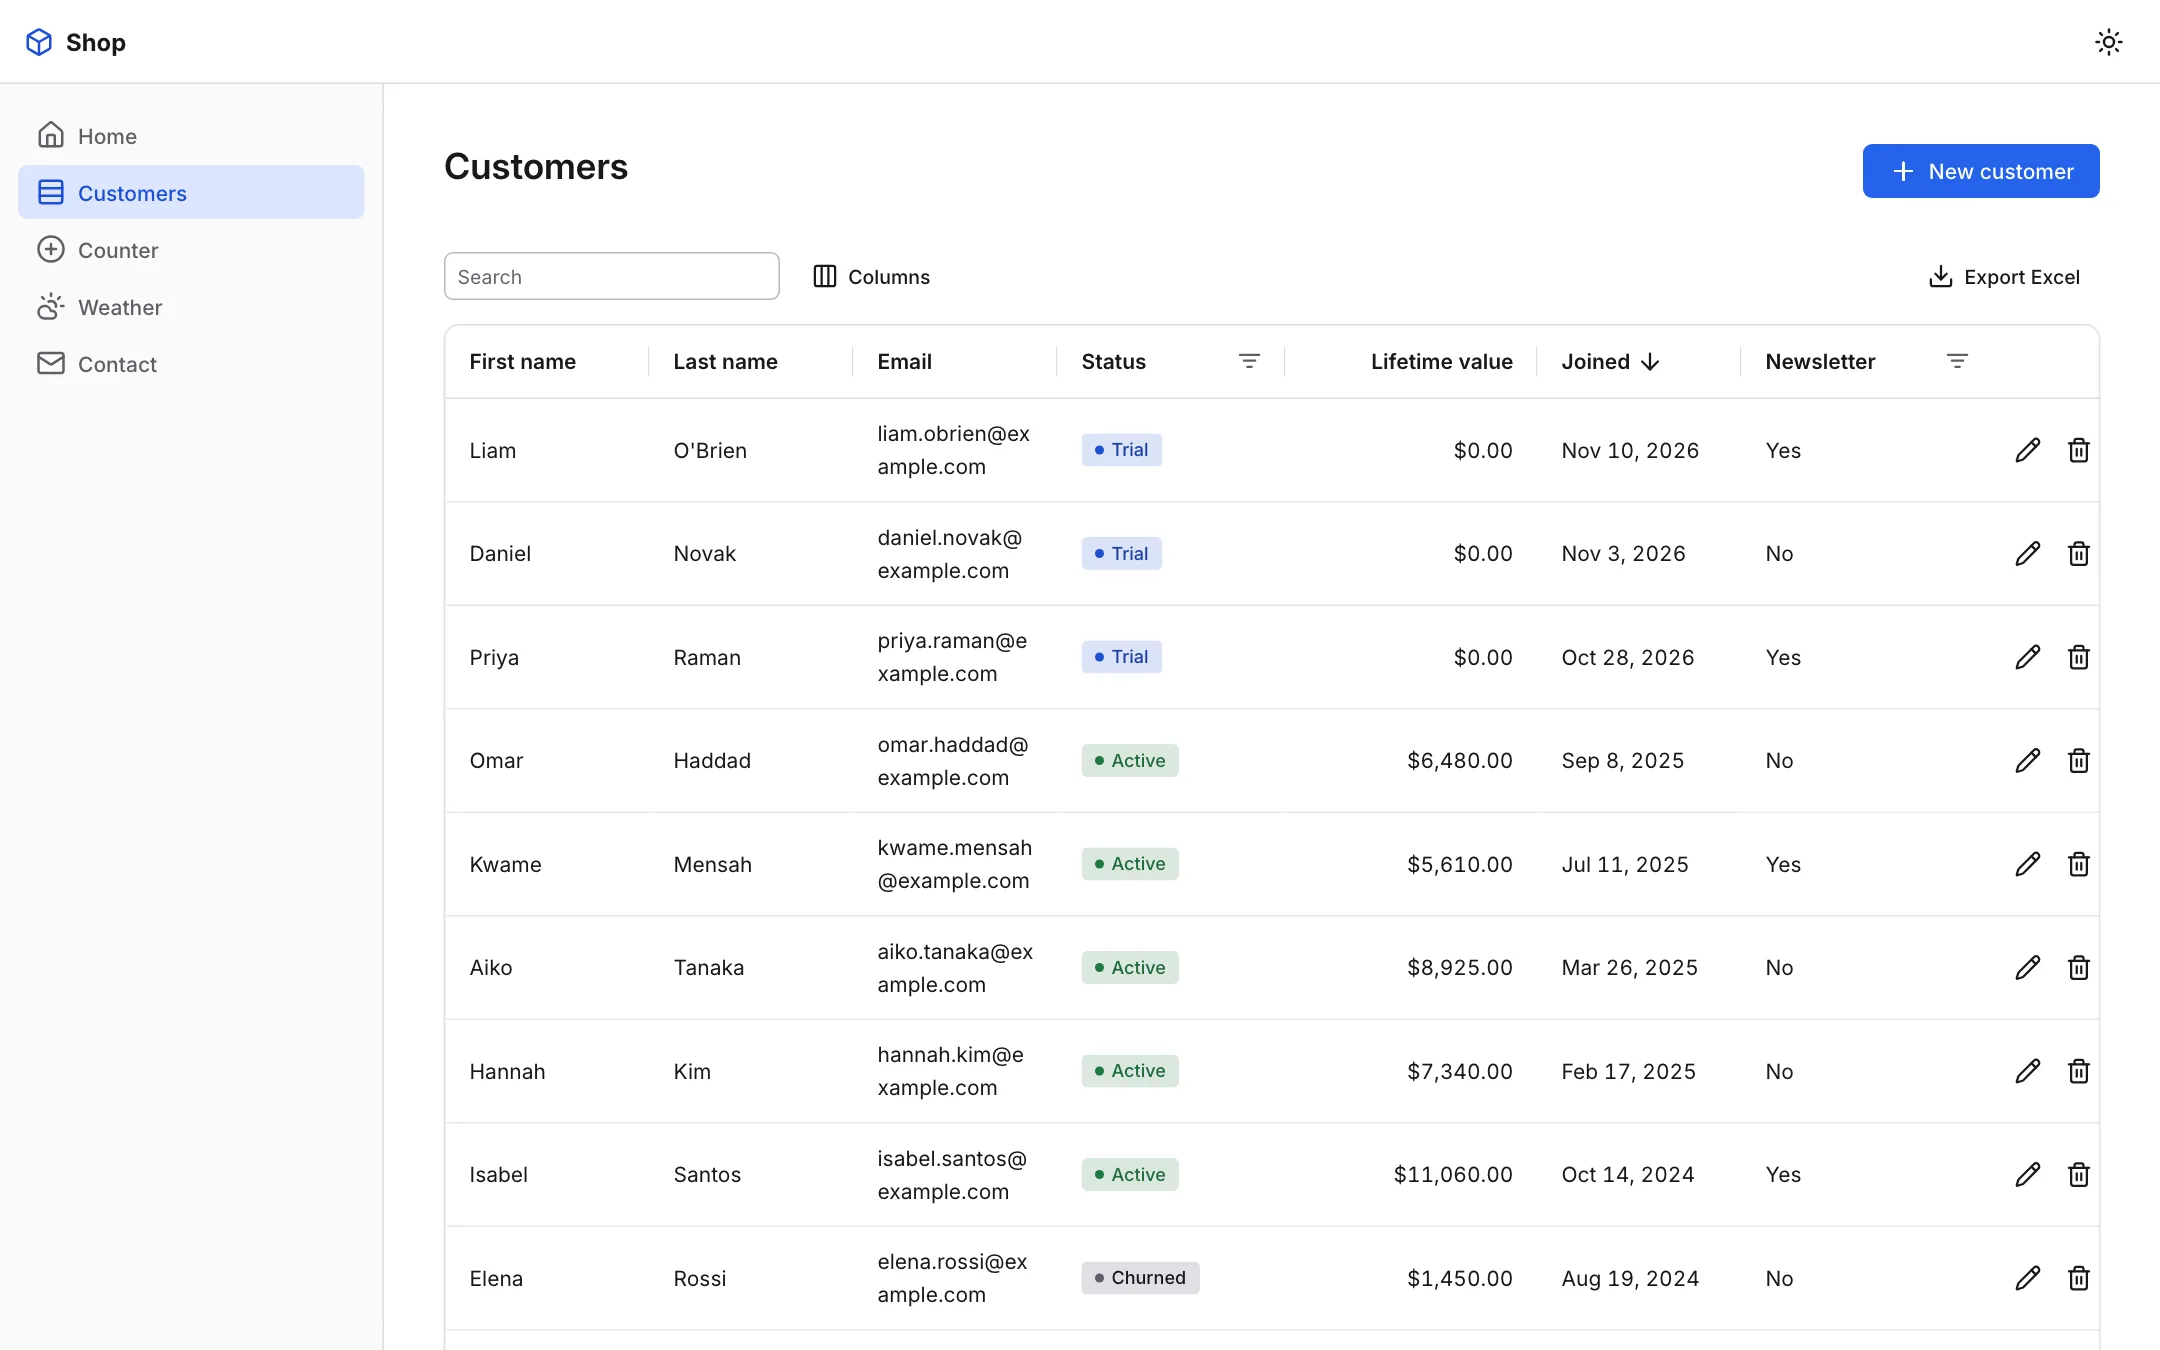 Shop
Home
Customers
Counter
Weather
Contact
Customers
New customer
Search
Columns
Export Excel
First name Last name Email Status Lifetime value Joined Newsletter
Liam O'Brien liam.obrien@ex
ample.com Trial $0.00 Nov 10, 2026 Yes
Daniel Novak daniel.novak@
example.com Trial $0.00 Nov 3, 2026 No
Priya Raman priya.raman@e
xample.com Trial $0.00 Oct 28, 2026 Yes
Omar Haddad omar.haddad@
example.com Active $6,480.00 Sep 8, 2025 No
Kwame Mensah kwame.mensah
@example.com Active $5,610.00 Jul 11, 2025 Yes
Aiko Tanaka aiko.tanaka@ex
ample.com Active $8,925.00 Mar 26, 2025 No
Hannah Kim hannah.kim@e
xample.com Active $7,340.00 Feb 17, 2025 No
Isabel Santos isabel.santos@
example.com Active $11,060.00 Oct 14, 2024 Yes
Elena Rossi elena.rossi@ex
ample.com Churned $1,450.00 Aug 19, 2024 No